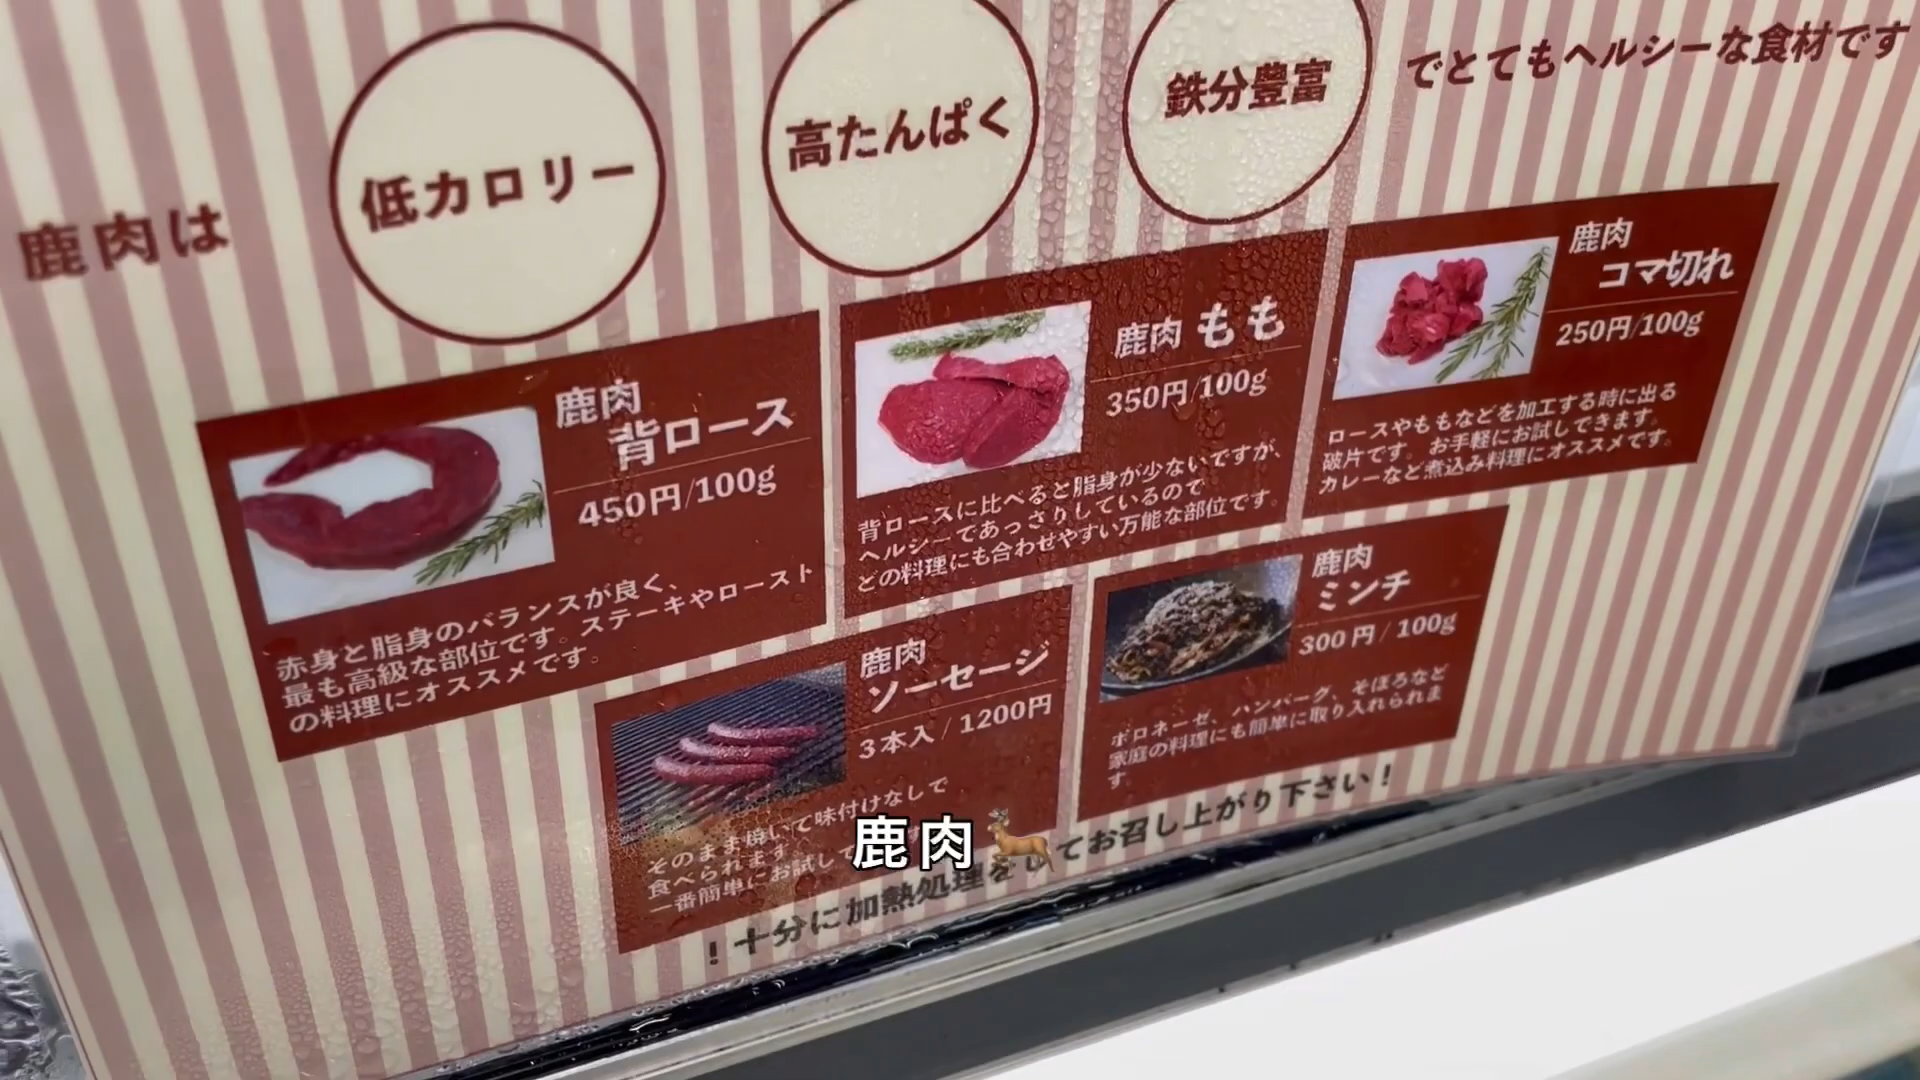 鹿肉は
低カロリー
高たんぱく
鉄分豊富
でとてもヘルシーな食材です
鹿肉
背ロース
450円/100g
赤身と脂身のバランスが良く、
最も高級な部位です。ステーキやロースト
の料理にオススメです。
鹿肉 もも
350円/100g
背ロースに比べると脂身が少ないですが、
ヘルシーであっさりしているので
どの料理にも合わせやすい万能な部位です。
鹿肉
コマ切れ
250円/100g
ロースやももなどを加工する時に出る
破片です。お手軽にお試しできます。
カレーなど煮込み料理にオススメです。
鹿肉
ソーセージ
3本入 / 1200円
そのまま焼いて味付けなしで
食べられます。
一番簡単にお試しして
鹿肉
ミンチ
300円 / 100g
ボロネーゼ、ハンバーグ、そぼろなど
家庭の料理にも簡単に取り入れられま
す。
！十分に加熱処理をしてお召し上がり下さい！
鹿肉🦌